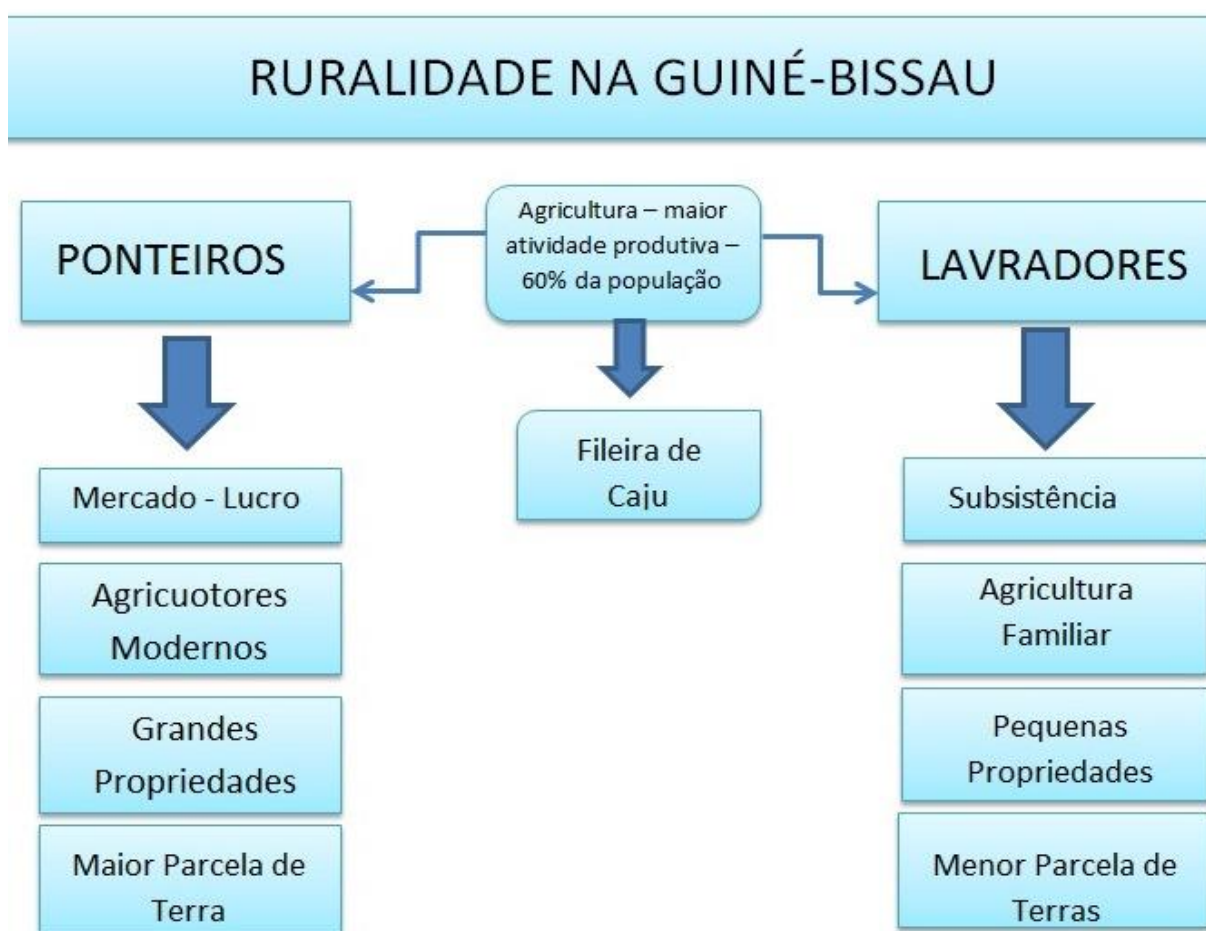 RURALIDADE NA GUINÉ-BISSAU
PONTEIROS
Mercado - Lucro
Agricuotores
Modernos
Grandes
Propriedades
Maior Parcela de
Terra
Agricultura – maior
atividade produtiva –
60% da população
Fileira de
Caju
LAVRADORES
Subsistência
Agricultura
Familiar
Pequenas
Propriedades
Menor Parcela de
Terras